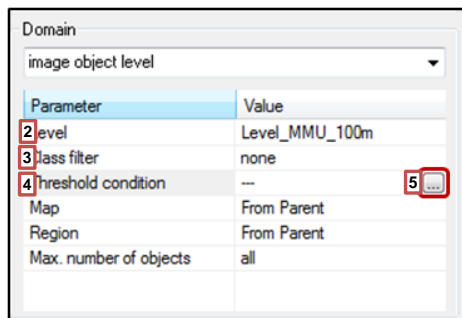 Domain
image object level
Parameter Value
2 Level Level_MMU_100m
3 Class filter none
4 Threshold condition --- 5 ...
Map From Parent
Region From Parent
Max. number of objects all